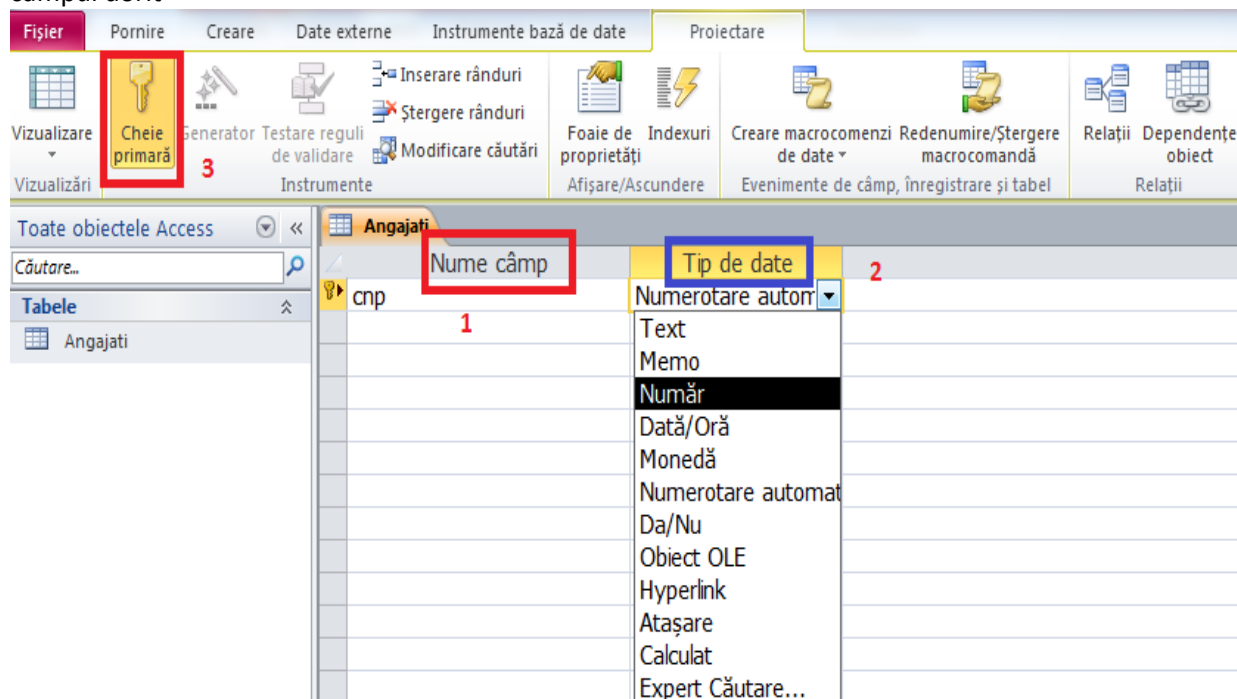 Fișier Pornire Creare Date externe Instrumente bază de date Proiectare
Vizualizare
Cheie
primară
3
Generator
Testare reguli
de validare
Inserare rânduri
Ștergere rânduri
Modificare căutări
Foaie de
proprietăți
Indexuri
Creare macrocomenzi
de date
Redenumire/Ștergere
macrocomandă
Relații
Dependențe
obiect
Vizualizări Instrumente Afișare/Ascundere Evenimente de câmp, înregistrare și tabel Relații
Toate obiectele Access
Căutare...
Tabele
Angajati
Angajati
Nume câmp Tip de date 2
cnp Numerotare autom
1
Text
Memo
Număr
Dată/Oră
Monedă
Numerotare automat
Da/Nu
Obiect OLE
Hyperlink
Atașare
Calculat
Expert Căutare...